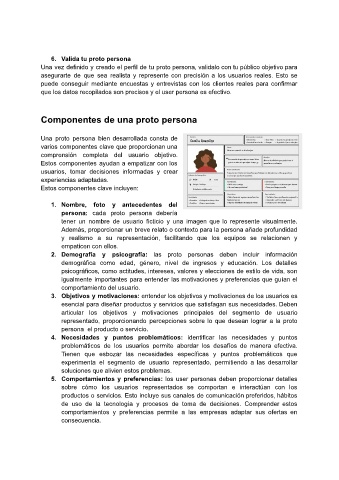 6. Valida tu proto persona
Una vez definido y creado el perfil de tu proto persona, valídalo con tu público objetivo para
asegurarte de que sea realista y represente con precisión a los usuarios reales. Esto se
puede conseguir mediante encuestas y entrevistas con los clientes reales para confirmar
que los datos recopilados son precisos y el user persona es efectivo.
Componentes de una proto persona
Una proto persona bien desarrollada consta de
varios componentes clave que proporcionan una
comprensión completa del usuario objetivo.
Estos componentes ayudan a empatizar con los
usuarios, tomar decisiones informadas y crear
experiencias adaptadas.
Estos componentes clave incluyen:
1. Nombre, foto y antecedentes del
persona: cada proto persona debería
tener un nombre de usuario ficticio y una imagen que lo represente visualmente.
Además, proporcionar un breve relato o contexto para la persona añade profundidad
y realismo a su representación, facilitando que los equipos se relacionen y
empaticen con ellos.
2. Demografía y psicografía: las proto personas deben incluir información
demográfica como edad, género, nivel de ingresos y educación. Los detalles
psicográficos, como actitudes, intereses, valores y elecciones de estilo de vida, son
igualmente importantes para entender las motivaciones y preferencias que guían el
comportamiento del usuario.
3. Objetivos y motivaciones: entender los objetivos y motivaciones de los usuarios es
esencial para diseñar productos y servicios que satisfagan sus necesidades. Deben
articular los objetivos y motivaciones principales del segmento de usuario
representado, proporcionando percepciones sobre lo que desean lograr a la proto
persona el producto o servicio.
4. Necesidades y puntos problemáticos: identificar las necesidades y puntos
problemáticos de los usuarios permite abordar los desafíos de manera efectiva.
Tienen que esbozar las necesidades específicas y puntos problemáticos que
experimenta el segmento de usuario representado, permitiendo a las desarrollar
soluciones que alivien estos problemas.
5. Comportamientos y preferencias: los user personas deben proporcionar detalles
sobre cómo los usuarios representados se comportan e interactúan con los
productos o servicios. Esto incluye sus canales de comunicación preferidos, hábitos
de uso de la tecnología y procesos de toma de decisiones. Comprender estos
comportamientos y preferencias permite a las empresas adaptar sus ofertas en
consecuencia.